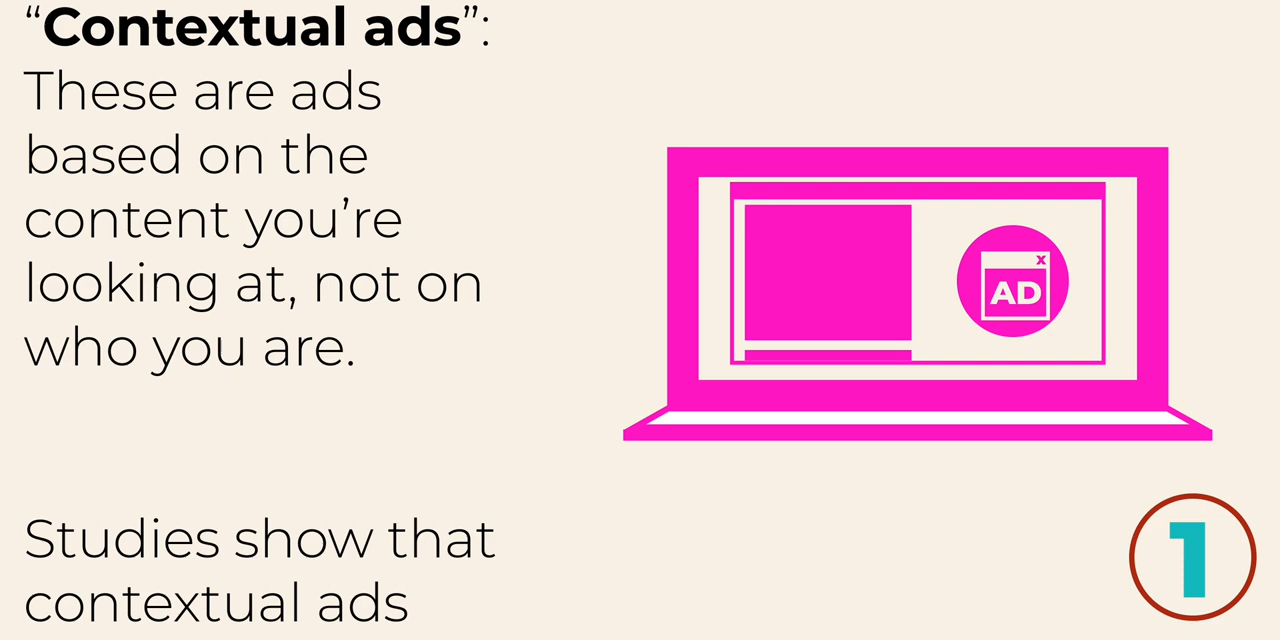 “Contextual ads”:
These are ads
based on the
content you’re
looking at, not on
who you are.
Studies show that
contextual ads
x
AD
1